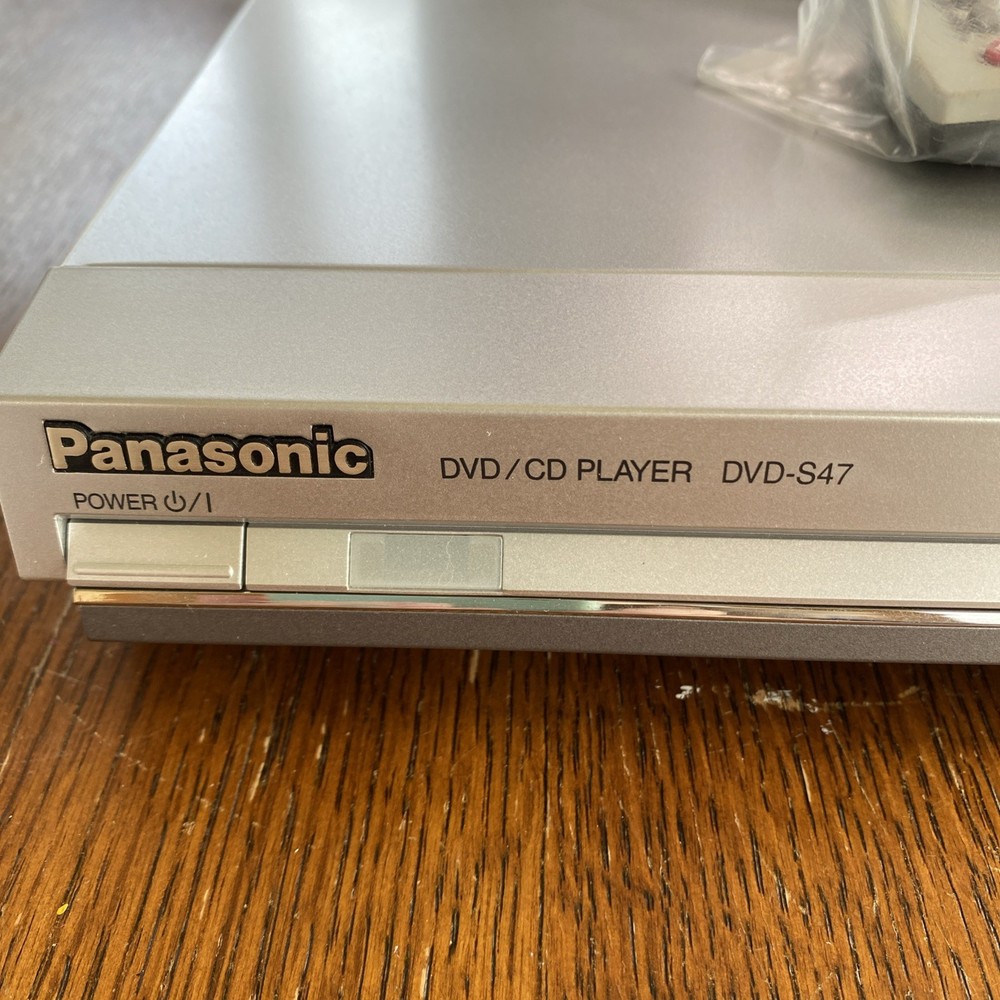 Panasonic
DVD/CD PLAYER DVD-S47
POWER ⏻/I